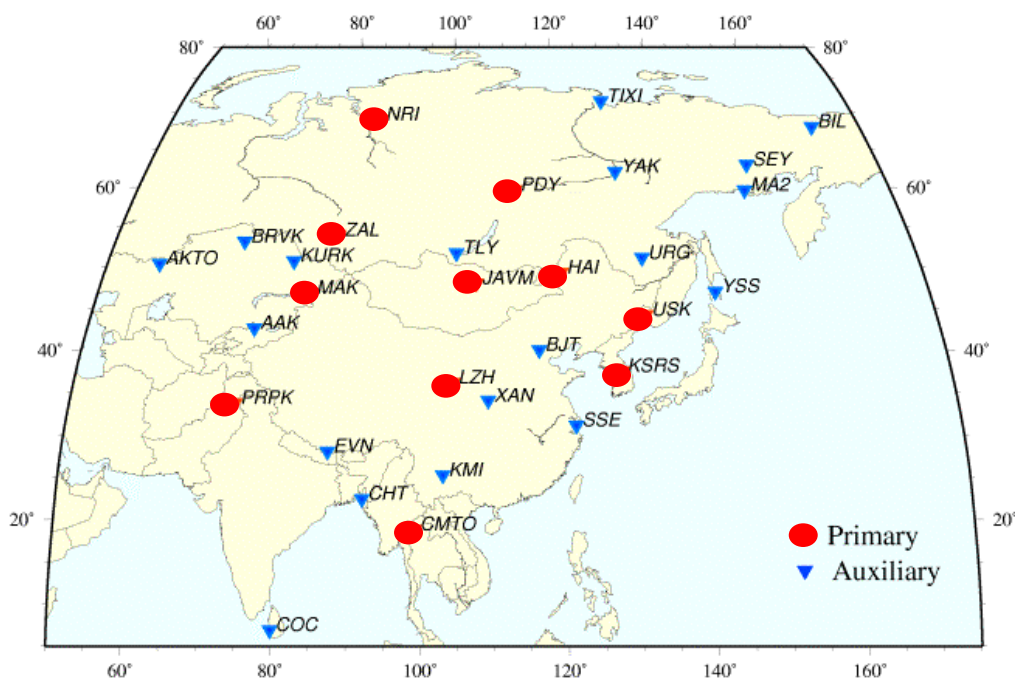 60° 80° 100° 120° 140° 160°
80° 80°
TIXI
NRI
BIL
SEY
YAK
60° PDY MA2 60°
ZAL
BRVK
TLY URG
AKTO KURK
HAI
MAK JAVM YSS
USK
AAK
BJT
40° 40°
KSRS
LZH
PRPK XAN
SSE
EVN
KMI
CHT
20° CMTO 20°
Primary
Auxiliary
COC
60° 80° 100° 120° 140° 160°